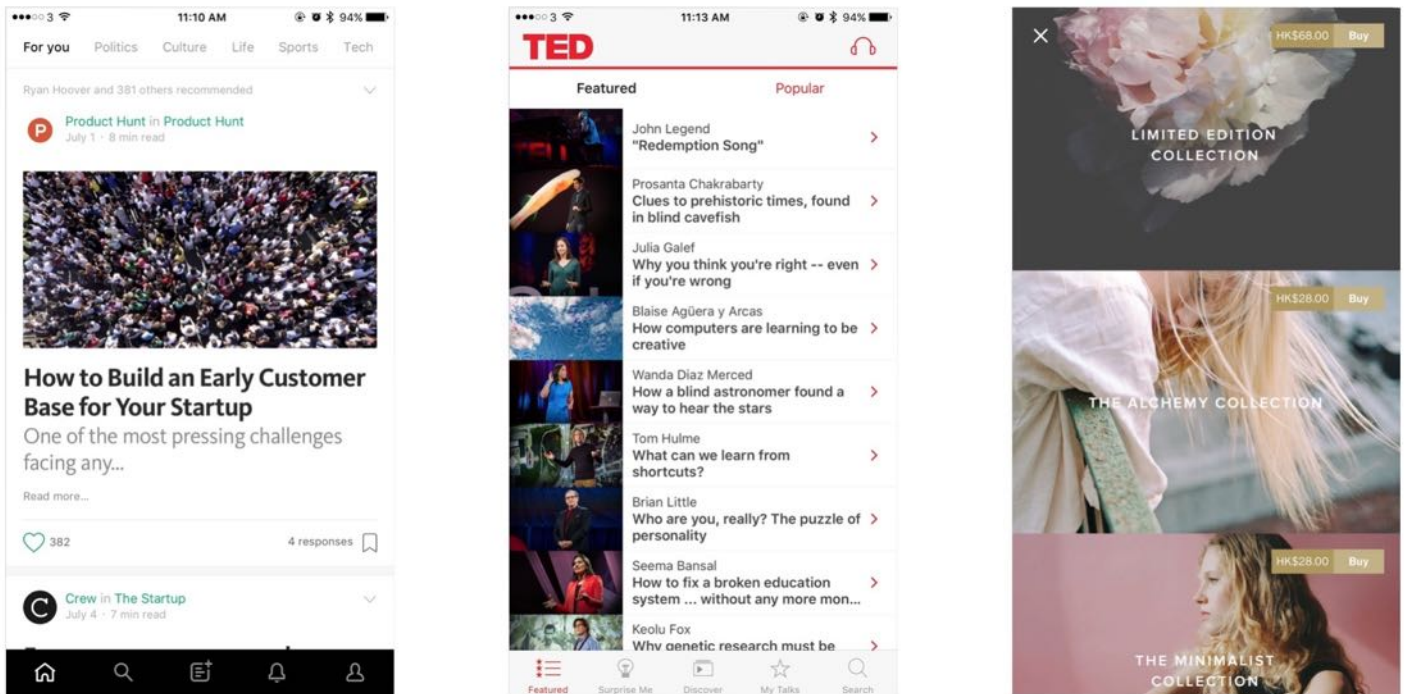 3
11:10 AM
94%
For you Politics Culture Life Sports Tech
Ryan Hoover and 381 others recommended
P
Product Hunt in Product Hunt
July 1 · 8 min read
How to Build an Early Customer
Base for Your Startup
One of the most pressing challenges
facing any...
Read more...
382
4 responses
C
Crew in The Startup
July 4 · 7 min read
3
11:13 AM
94%
TED
Featured Popular
John Legend
"Redemption Song"
Prosanta Chakrabarty
Clues to prehistoric times, found
in blind cavefish
Julia Galef
Why you think you're right -- even
if you're wrong
Blaise Agüera y Arcas
How computers are learning to be
creative
Wanda Diaz Merced
How a blind astronomer found a
way to hear the stars
Tom Hulme
What can we learn from
shortcuts?
Brian Little
Who are you, really? The puzzle of
personality
Seema Bansal
How to fix a broken education
system ... without any more mon...
Keolu Fox
Why genetic research must be
Featured Surprise Me Discover My Talks Search
HK$68.00 Buy
LIMITED EDITION
COLLECTION
HK$28.00 Buy
THE ALCHEMY COLLECTION
HK$28.00 Buy
THE MINIMALIST
COLLECTION